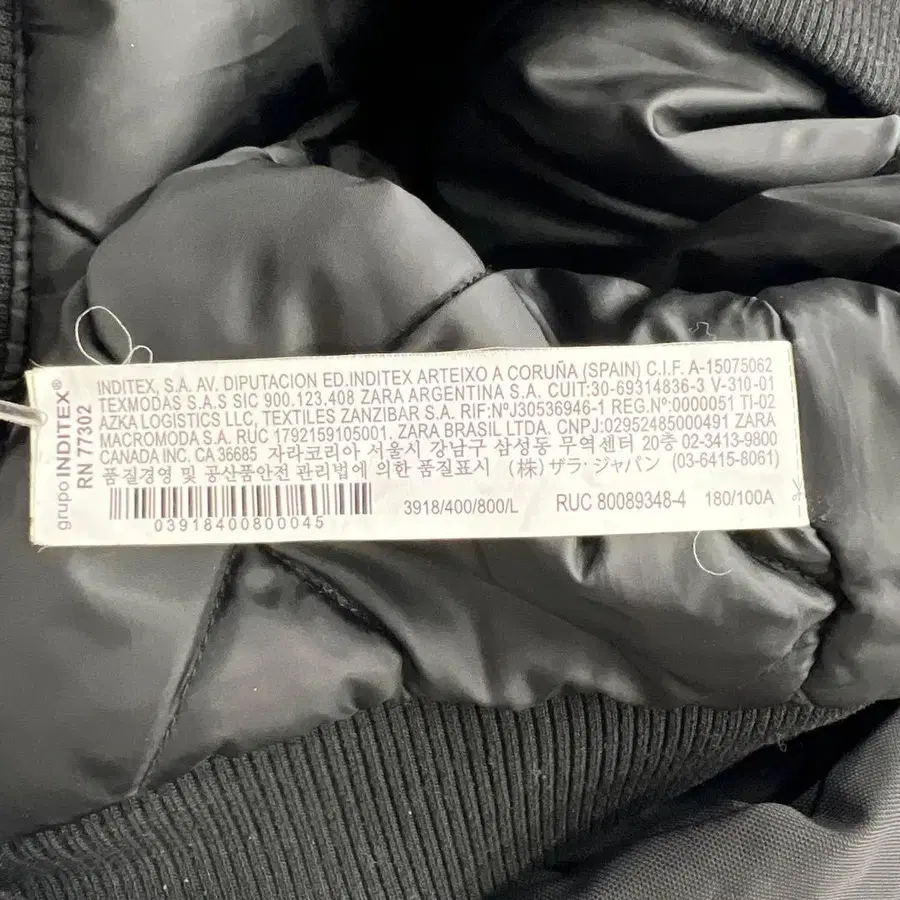 grupo INDITEX®
RN 77302
INDITEX, S.A. AV. DIPUTACION ED.INDITEX ARTEIXO A CORUÑA (SPAIN) C.I.F. A-15075062
TEXMODAS S.A.S SIC 900.123.408 ZARA ARGENTINA S.A. CUIT:30-69314836-3 V-310-01
AZKA LOGISTICS LLC, TEXTILES ZANZIBAR S.A. RIF:NºJ30536946-1 REG.Nº:0000051 TI-02
MACROMODA S.A. RUC 1792159105001. ZARA BRASIL LTDA. CNPJ:02952485000491 ZARA
CANADA INC, CA 36685 자라코리아 서울시 강남구 삼성동 무역센터 20층 02-3413-9800
품질경영 및 공산품안전 관리법에 의한 품질표시 (株) ザラ・ジャパン (03-6415-8061)
03918400800045
3918/400/800/L RUC 80089348-4 180/100A